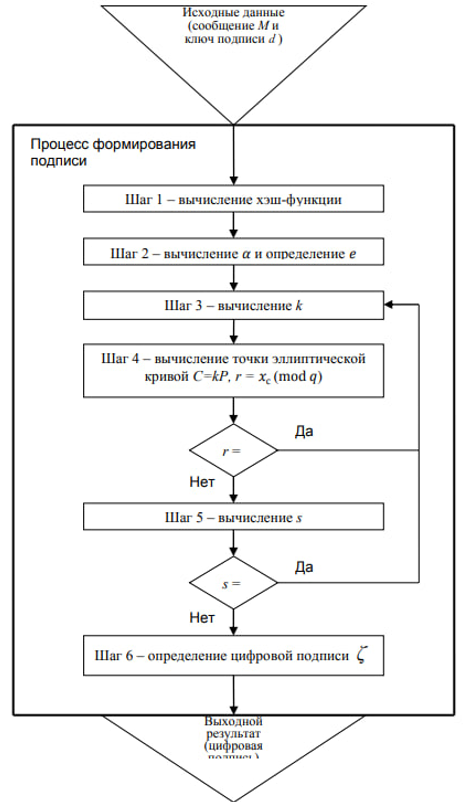 Исходные данные
(сообщение M и
ключ подписи d )
Процесс формирования
подписи
Шаг 1 – вычисление хэш-функции
Шаг 2 – вычисление α и определение e
Шаг 3 – вычисление k
Шаг 4 – вычисление точки эллиптической
кривой C=kP, r = xc (mod q)
r =
Да
Нет
Шаг 5 – вычисление s
s =
Да
Нет
Шаг 6 – определение цифровой подписи ζ
Выходной
результат
(цифровая
подпись)